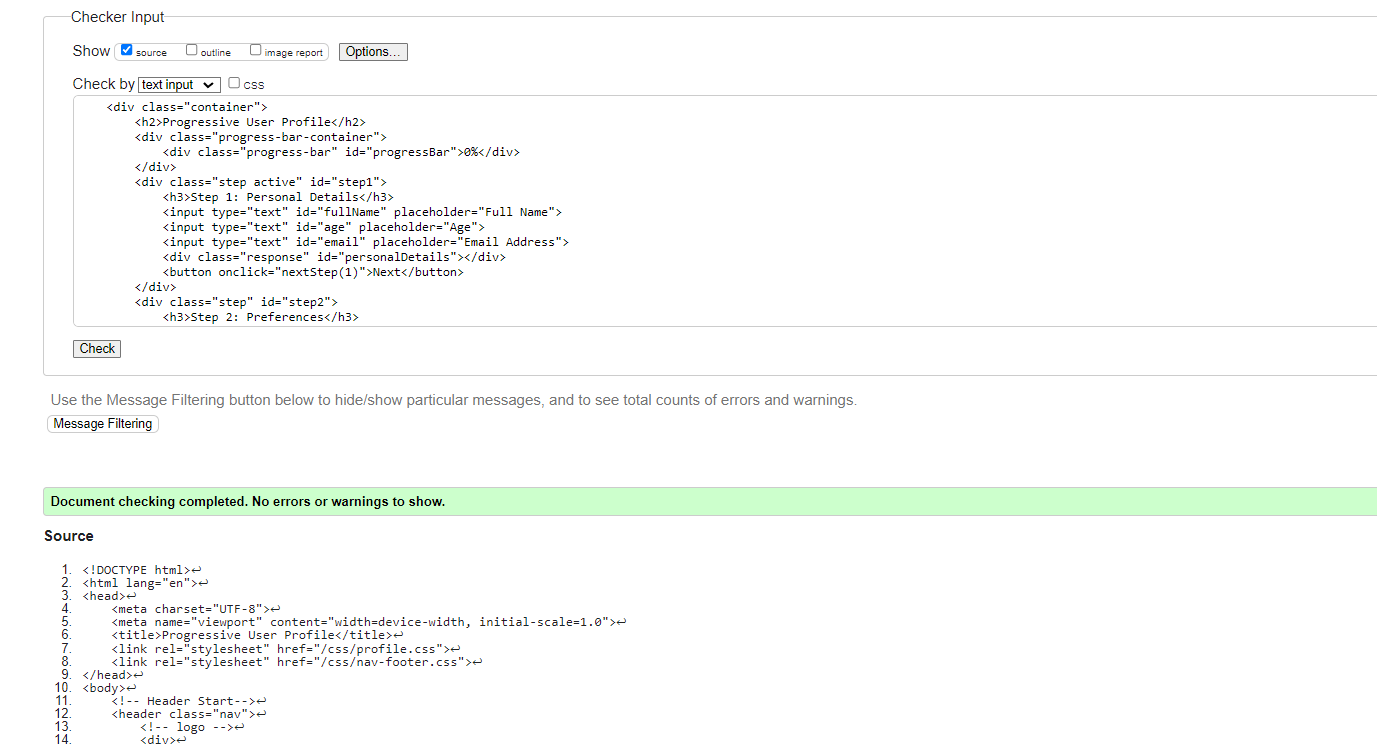 Checker Input
Show source outline image report Options...
Check by text input css
<div class="container">
<h2>Progressive User Profile</h2>
<div class="progress-bar-container">
<div class="progress-bar" id="progressBar">0%</div>
</div>
<div class="step active" id="step1">
<h3>Step 1: Personal Details</h3>
<input type="text" id="fullName" placeholder="Full Name">
<input type="text" id="age" placeholder="Age">
<input type="text" id="email" placeholder="Email Address">
<div class="response" id="personalDetails"></div>
<button onclick="nextStep(1)">Next</button>
</div>
<div class="step" id="step2">
<h3>Step 2: Preferences</h3>
Check
Use the Message Filtering button below to hide/show particular messages, and to see total counts of errors and warnings.
Message Filtering
Document checking completed. No errors or warnings to show.
Source
1. <!DOCTYPE html>↩
2. <html lang="en">↩
3. <head>↩
4. <meta charset="UTF-8">↩
5. <meta name="viewport" content="width=device-width, initial-scale=1.0">↩
6. <title>Progressive User Profile</title>↩
7. <link rel="stylesheet" href="/css/profile.css">↩
8. <link rel="stylesheet" href="/css/nav-footer.css">↩
9. </head>↩
10. <body>↩
11. <!-- Header Start-->↩
12. <header class="nav">↩
13. <!-- logo -->↩
14. <div>↩